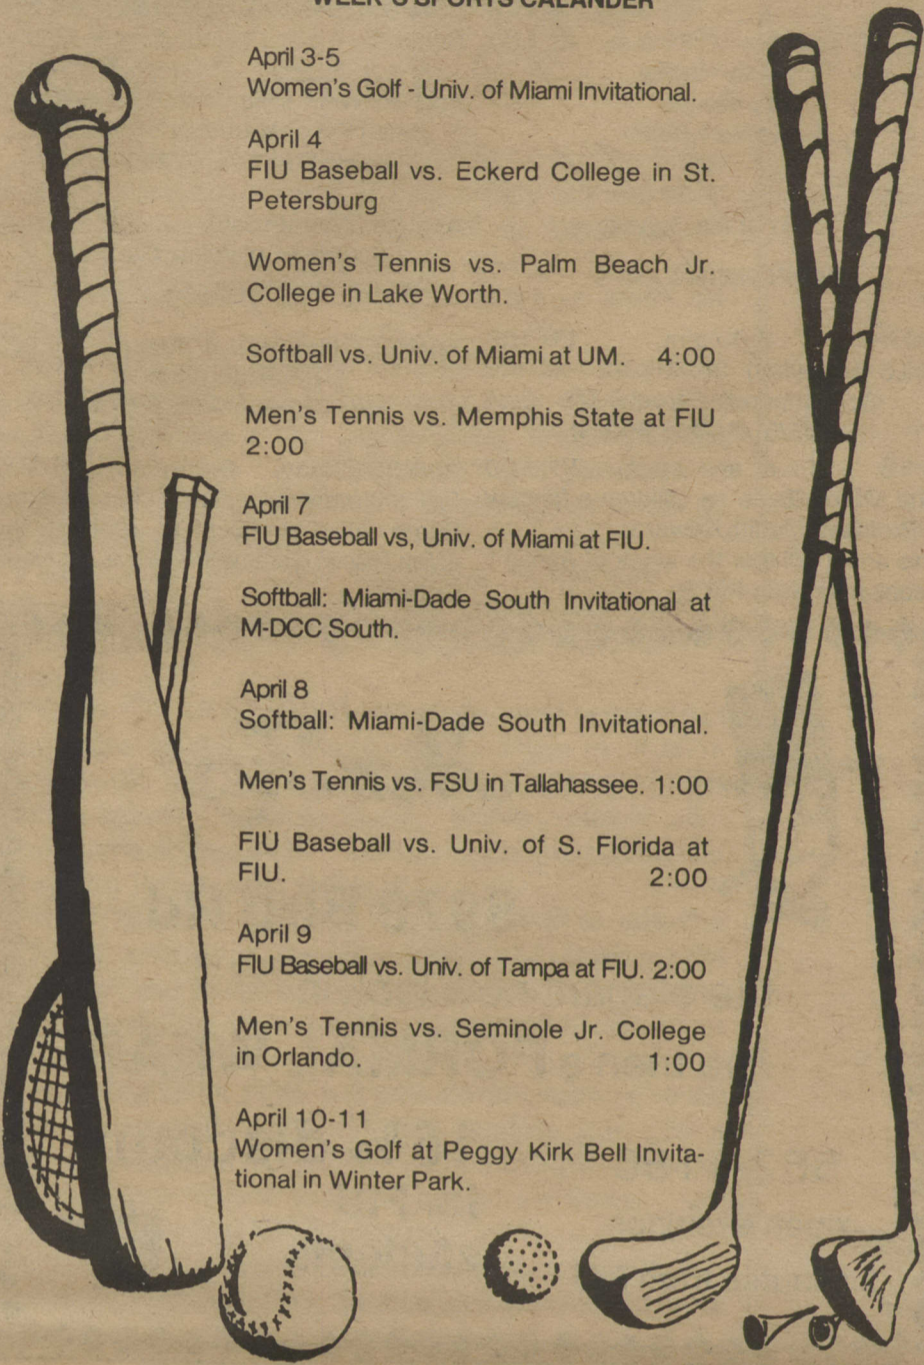 WEEK'S SPORTS CALANDER
April 3-5
Women's Golf - Univ. of Miami Invitational.
April 4
FIU Baseball vs. Eckerd College in St.
Petersburg
Women's Tennis vs. Palm Beach Jr.
College in Lake Worth.
Softball vs. Univ. of Miami at UM. 4:00
Men's Tennis vs. Memphis State at FIU
2:00
April 7
FIU Baseball vs, Univ. of Miami at FIU.
Softball: Miami-Dade South Invitational at
M-DCC South.
April 8
Softball: Miami-Dade South Invitational.
Men's Tennis vs. FSU in Tallahassee. 1:00
FIU Baseball vs. Univ. of S. Florida at
FIU. 2:00
April 9
FIU Baseball vs. Univ. of Tampa at FIU. 2:00
Men's Tennis vs. Seminole Jr. College
in Orlando. 1:00
April 10-11
Women's Golf at Peggy Kirk Bell Invita-
tional in Winter Park.